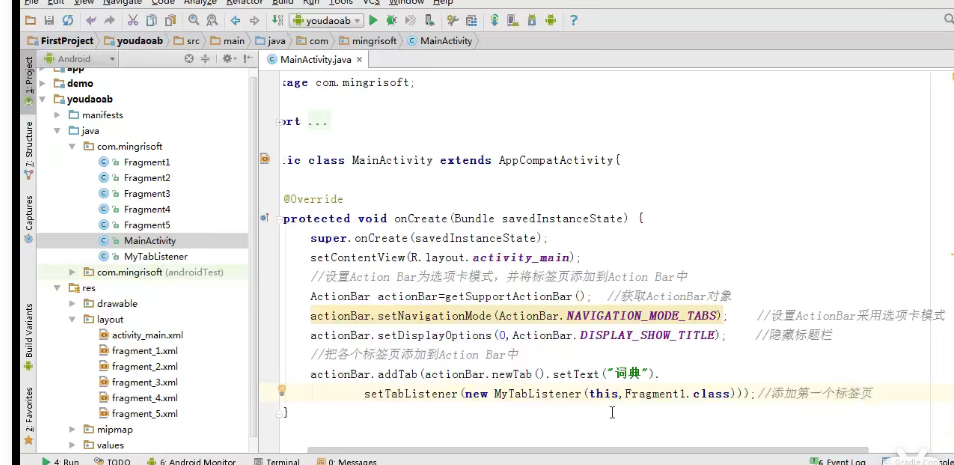 File Edit View Navigate Code Analyze Refactor Build Run Tools VCS Window Help
youdaoab
FirstProject youdaoab src main java com mingrisoft MainActivity
Android
MainActivity.java
1: Project
7: Structure
Captures
Build Variants
2: Favorites
app
demo
youdaoab
manifests
java
com.mingrisoft
Fragment1
Fragment2
Fragment3
Fragment4
Fragment5
MainActivity
MyTabListener
com.mingrisoft (androidTest)
res
drawable
layout
activity_main.xml
fragment_1.xml
fragment_2.xml
fragment_3.xml
fragment_4.xml
fragment_5.xml
mipmap
values
age com.mingrisoft;
ort ...
ic class MainActivity extends AppCompatActivity{
@Override
protected void onCreate(Bundle savedInstanceState) {
super.onCreate(savedInstanceState);
setContentView(R.layout.activity_main);
//设置Action Bar为选项卡模式，并将标签页添加到Action Bar中
ActionBar actionBar=getSupportActionBar(); //获取ActionBar对象
actionBar.setNavigationMode(ActionBar.NAVIGATION_MODE_TABS); //设置ActionBar采用选项卡模式
actionBar.setDisplayOptions(0,ActionBar.DISPLAY_SHOW_TITLE); //隐藏标题栏
//把各个标签页添加到Action Bar中
actionBar.addTab(actionBar.newTab().setText("词典").
setTabListener(new MyTabListener(this,Fragment1.class)));//添加第一个标签页
}
4: Run TODO 6: Android Monitor Terminal 0: Messages 6 Event Log Gradle Console